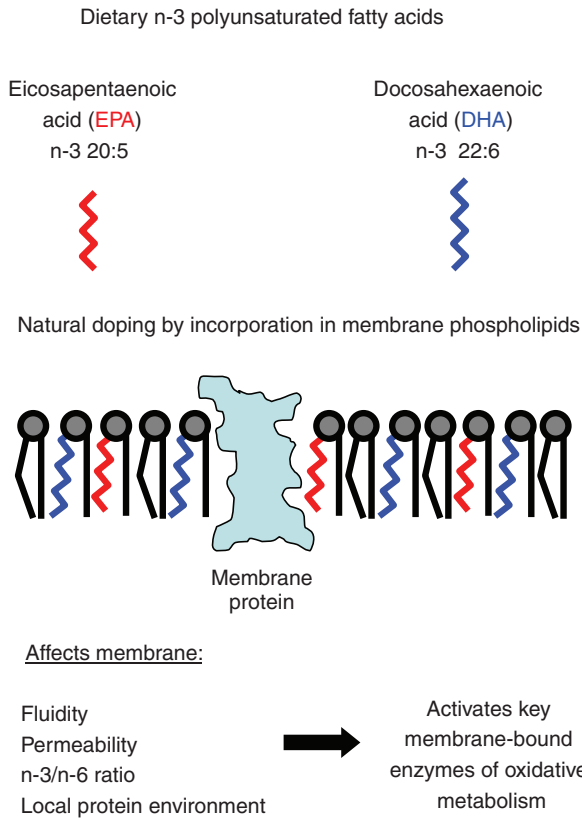 Dietary n-3 polyunsaturated fatty acids
Eicosapentaenoic
acid (EPA)
n-3 20:5
Docosahexaenoic
acid (DHA)
n-3 22:6
Natural doping by incorporation in membrane phospholipids
Membrane
protein
Affects membrane:
Fluidity
Permeability
n-3/n-6 ratio
Local protein environment
Activates key
membrane-bound
enzymes of oxidative
metabolism